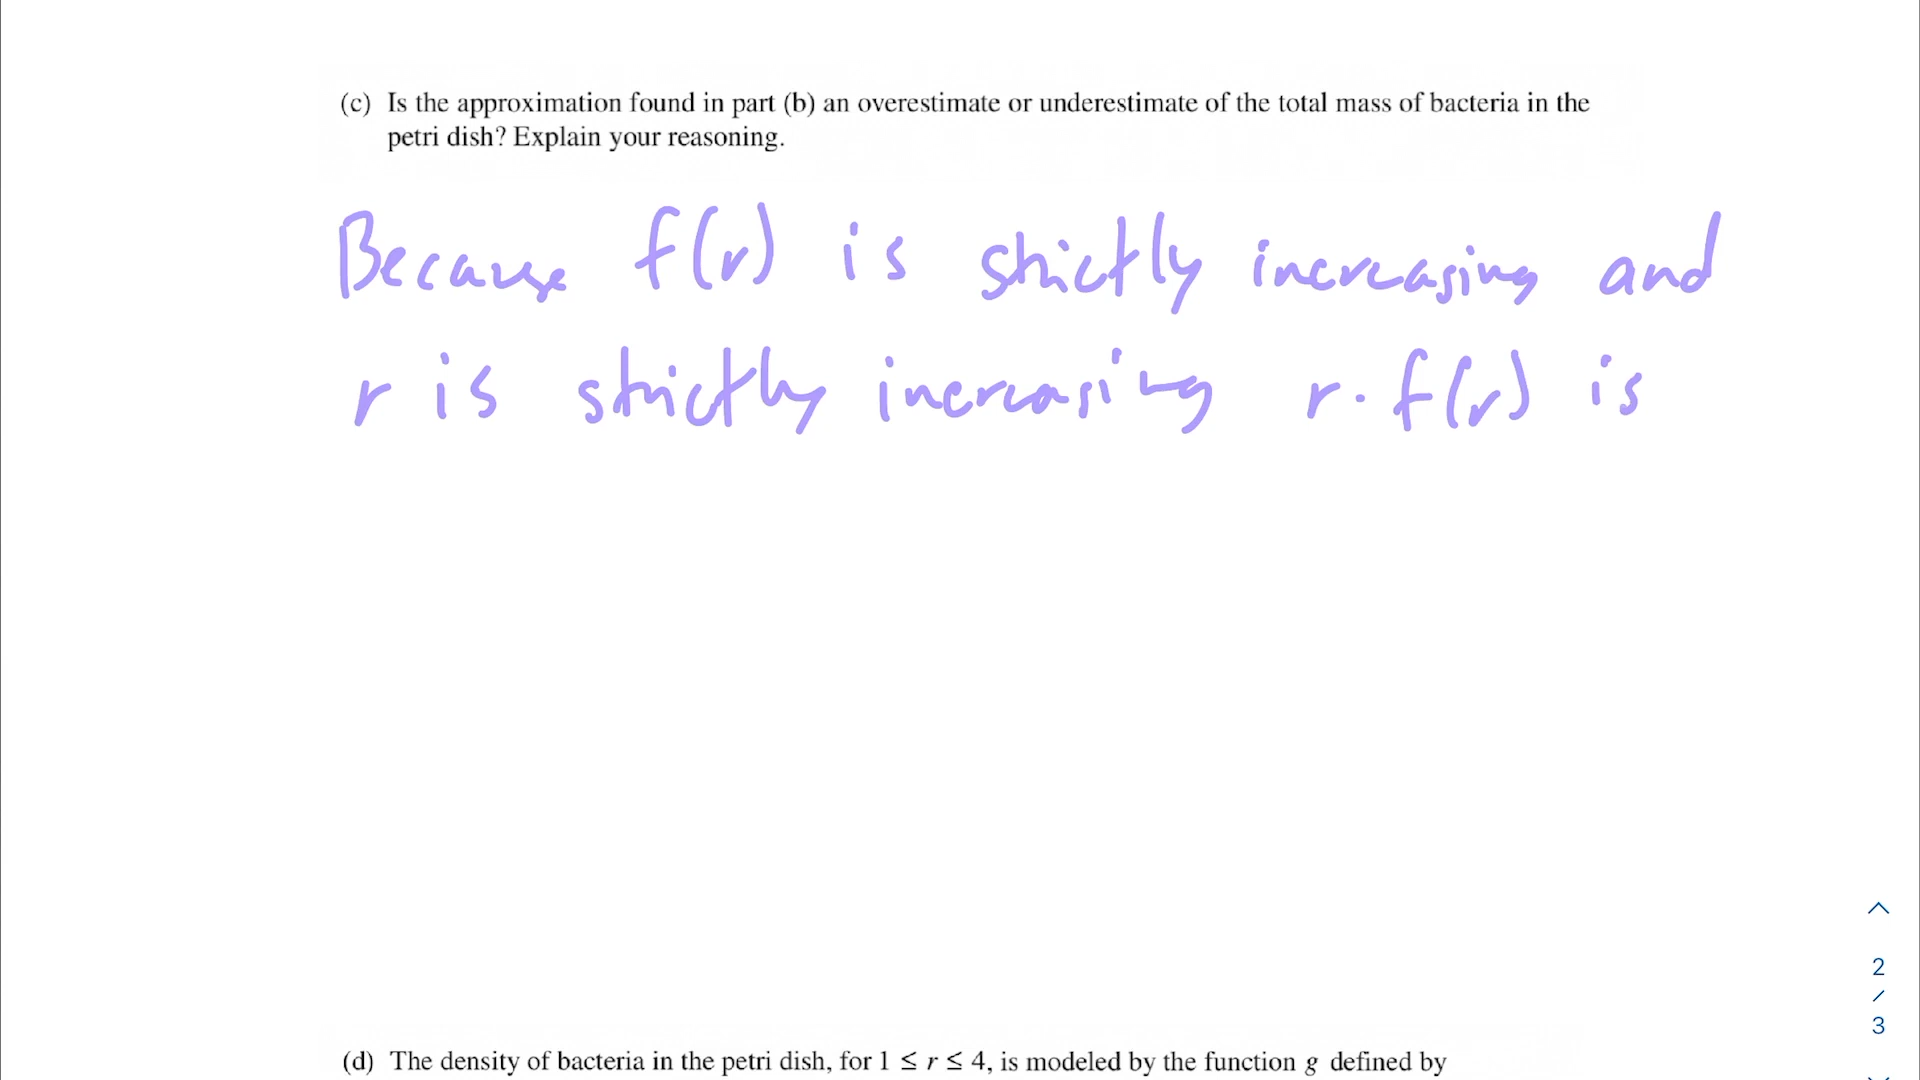 (c) Is the approximation found in part (b) an overestimate or underestimate of the total mass of bacteria in the
petri dish? Explain your reasoning.
Because f(r) is strictly increasing and
r is strictly increasing r·f(r) is
(d) The density of bacteria in the petri dish, for 1 ≤ r ≤ 4, is modeled by the function g defined by
2
/
3